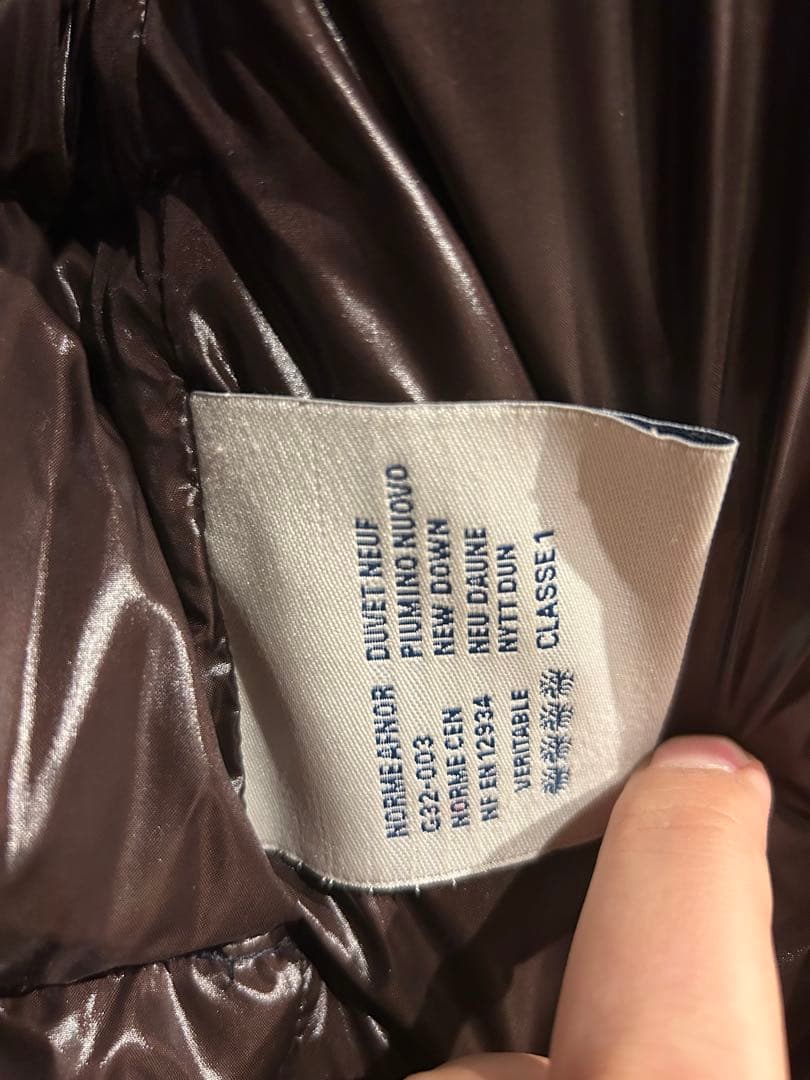 NORME AFNOR DUVET NEUF
G32-003 PIUMINO NUOVO
NORME CEN NEW DOWN
NF EN 12934 NEU DAUNE
VERITABLE NYTT DUN
CLASSE 1